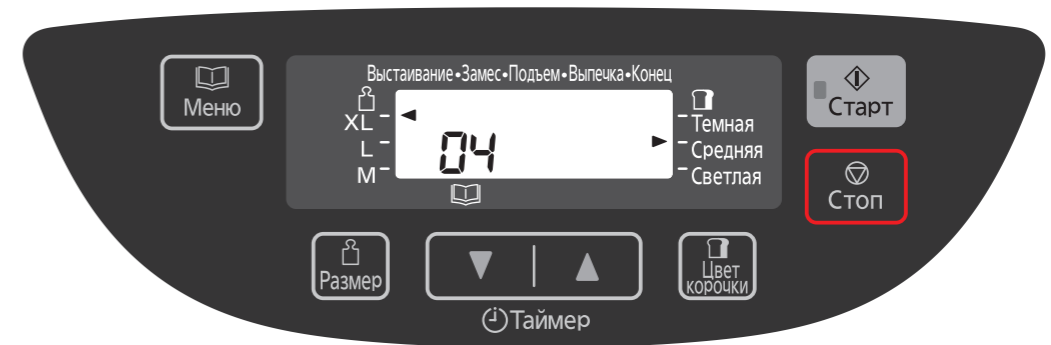 Меню
Выстаивание•Замес•Подъем•Выпечка•Конец
XL
L
M
04
Темная
Средняя
Светлая
Старт
Стоп
Размер
Таймер
Цвет
корочки